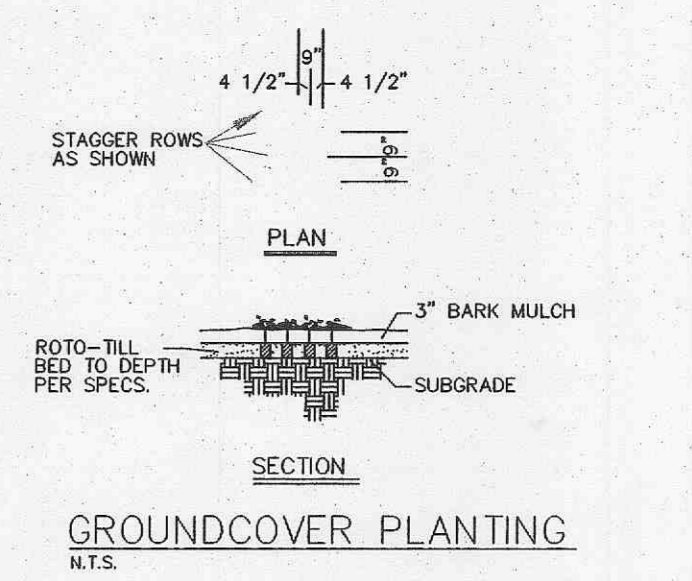 9"
4 1/2"
4 1/2"
STAGGER ROWS
AS SHOWN
9"
9"
PLAN
3" BARK MULCH
ROTO-TILL
BED TO DEPTH
PER SPECS.
SUBGRADE
SECTION
GROUNDCOVER PLANTING
N.T.S.